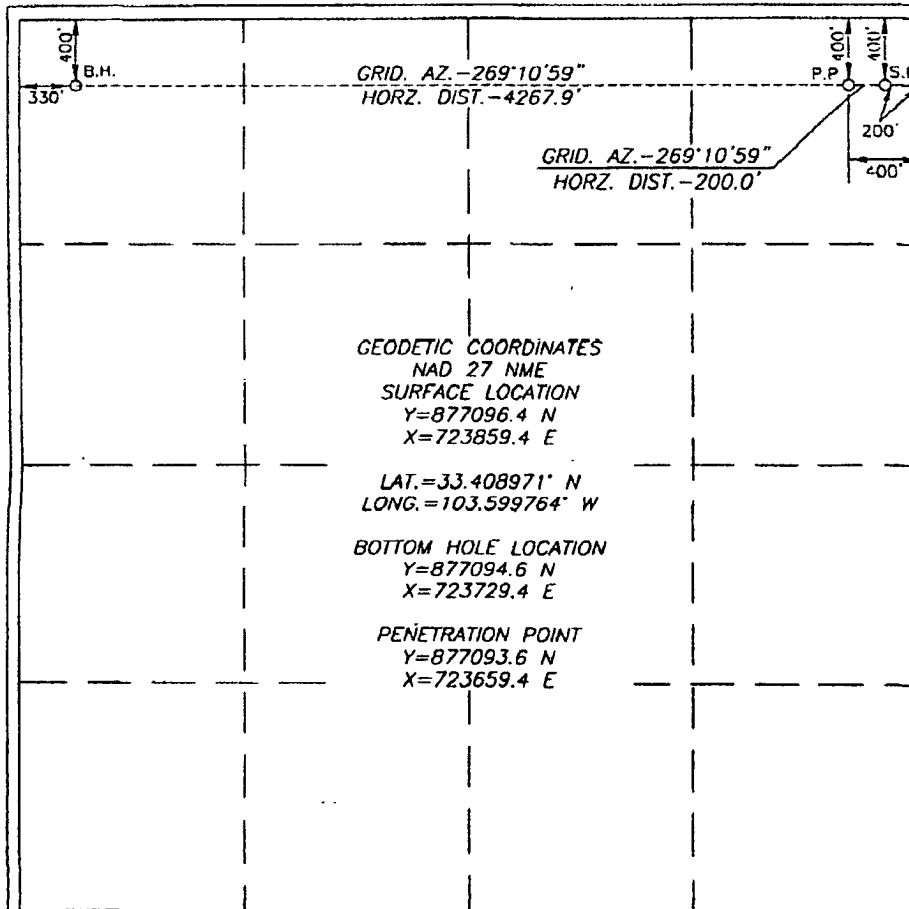 400' 400' 400'
B.H. GRID. AZ.-269°10'59" P.P
330' HORZ. DIST.-4267.9'
200'
GRID. AZ.-269°10'59"
HORZ. DIST.-200.0' 400'
GEODETIC COORDINATES
NAD 27 NME
SURFACE LOCATION
Y=877096.4 N
X=723859.4 E
LAT.=33.408971° N
LONG.=103.599764° W
BOTTOM HOLE LOCATION
Y=877094.6 N
X=723729.4 E
PENETRATION POINT
Y=877093.6 N
X=723659.4 E